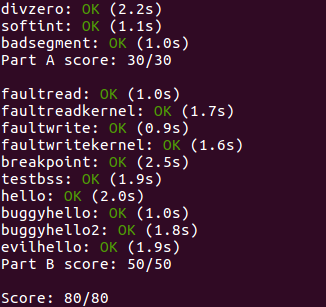 divzero: OK (2.2s)
softint: OK (1.1s)
badsegment: OK (1.0s)
Part A score: 30/30

faultread: OK (1.0s)
faultreadkernel: OK (1.7s)
faultwrite: OK (0.9s)
faultwritekernel: OK (1.6s)
breakpoint: OK (2.5s)
testbss: OK (1.9s)
hello: OK (2.0s)
buggyhello: OK (1.0s)
buggyhello2: OK (1.8s)
evilhello: OK (1.9s)
Part B score: 50/50

Score: 80/80